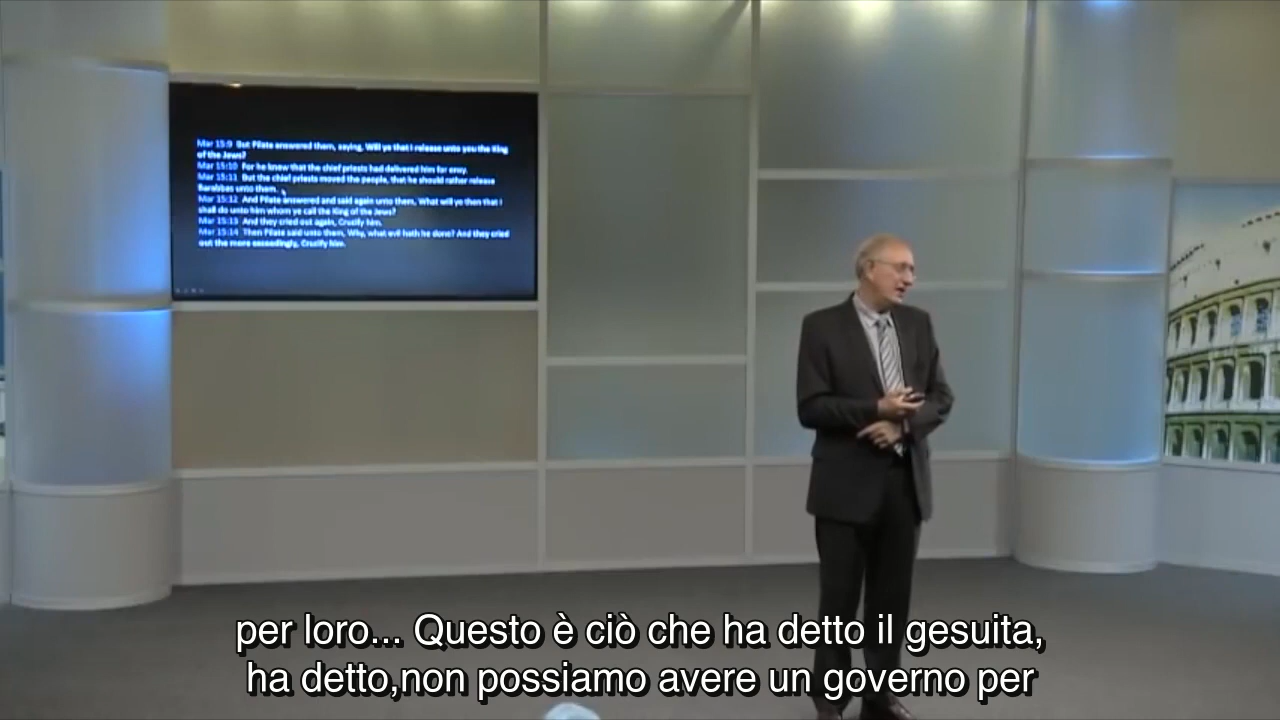 Mar 15:9 But Pilate answered them, saying, Will ye that I release unto you the King
of the Jews?
Mar 15:10 For he knew that the chief priests had delivered him for envy.
Mar 15:11 But the chief priests moved the people, that he should rather release
Barabbas unto them.
Mar 15:12 And Pilate answered and said again unto them, What will ye then that I
shall do unto him whom ye call the King of the Jews?
Mar 15:13 And they cried out again, Crucify him.
Mar 15:14 Then Pilate said unto them, Why, what evil hath he done? And they cried
out the more exceedingly, Crucify him.
per loro... Questo è ciò che ha detto il gesuita,
ha detto,non possiamo avere un governo per